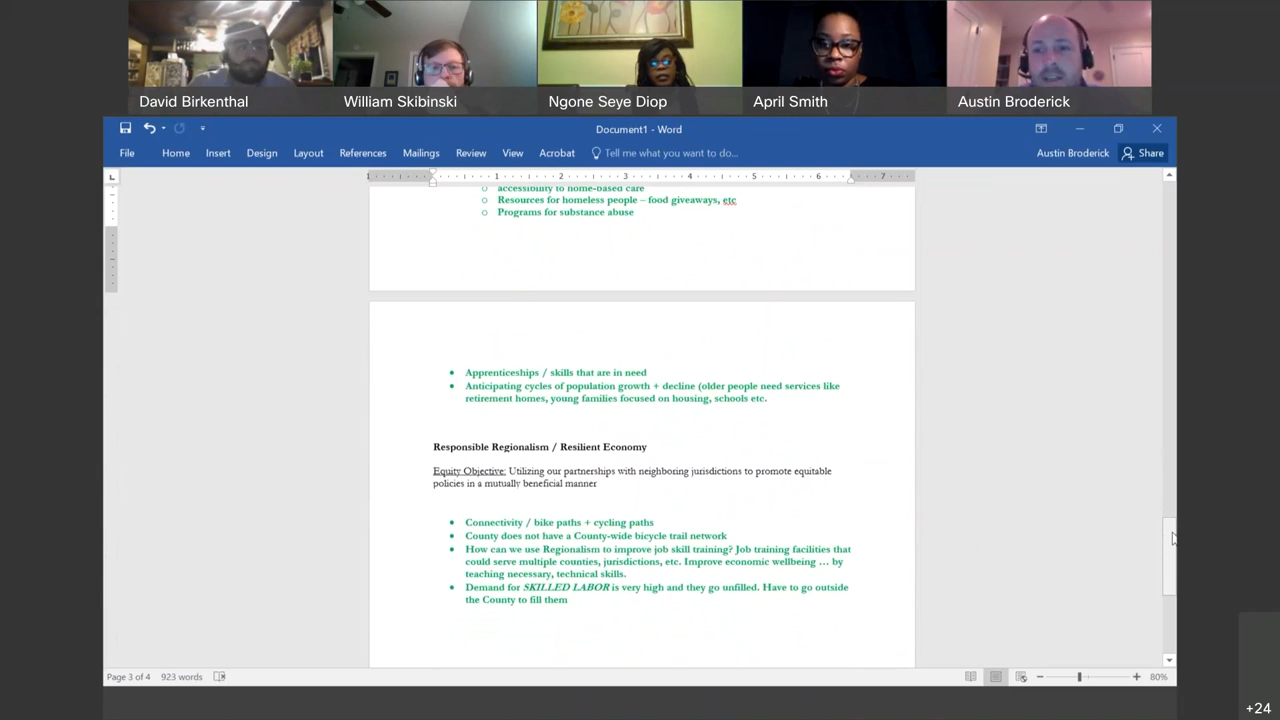 David Birkenthal
William Skibinski
Ngone Seye Diop
April Smith
Austin Broderick
Document1 - Word
File Home Insert Design Layout References Mailings Review View Acrobat Tell me what you want to do... Austin Broderick Share
1 1 2 3 4 5 6 7
accessibility to home-based care
Resources for homeless people – food giveaways, etc
Programs for substance abuse
Apprenticeships / skills that are in need
Anticipating cycles of population growth + decline (older people need services like
retirement homes, young families focused on housing, schools etc.
Responsible Regionalism / Resilient Economy
Equity Objective: Utilizing our partnerships with neighboring jurisdictions to promote equitable
policies in a mutually beneficial manner
Connectivity / bike paths + cycling paths
County does not have a County-wide bicycle trail network
How can we use Regionalism to improve job skill training? Job training facilities that
could serve multiple counties, jurisdictions, etc. Improve economic wellbeing … by
teaching necessary, technical skills.
Demand for SKILLED LABOR is very high and they go unfilled. Have to go outside
the County to fill them
Page 3 of 4 923 words 80%
+24